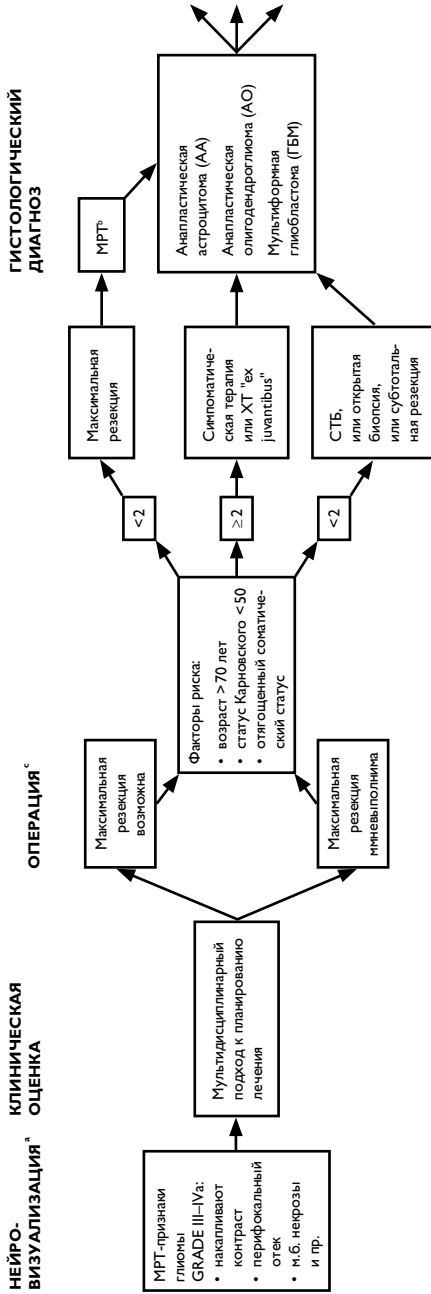 НЕЙРО-
ВИЗУАЛИЗАЦИЯ a
КЛИНИЧЕСКАЯ
ОЦЕНКА
ОПЕРАЦИЯ c
ГИСТОЛОГИЧЕСКИЙ
ДИАГНОЗ
МРТ-признаки
глиомы
GRADE III–IVa:
• накапливают
контраст
• перифокальный
отек
• м.б. некрозы
и пр.
Мультидисциплинарный
подход к планированию
лечения
Максимальная
резекция
возможна
Максимальная
резекция
ммневыполнима
Факторы риска:
• возраст > 70 лет
• статус Карновского <50
• отягощенный соматиче-
ский статус
<2
≥ 2
<2
Максимальная
резекция
Симпоматиче-
ская терапия
или ХТ "ex
juvantibus"
СТБ,
или открытая
биопсия,
или субтоталь-
ная резекция
МРТ b
Анапластическая
астроцитома (АА)
Анапластическая
олигодендроглиома (АО)
Мультиформная
глиобластома (ГБМ)